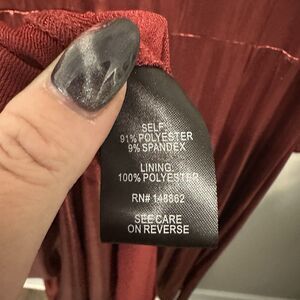 SELF:
91% POLYESTER
9% SPANDEX
LINING:
100% POLYESTER
RN# 148862
SEE CARE
ON REVERSE